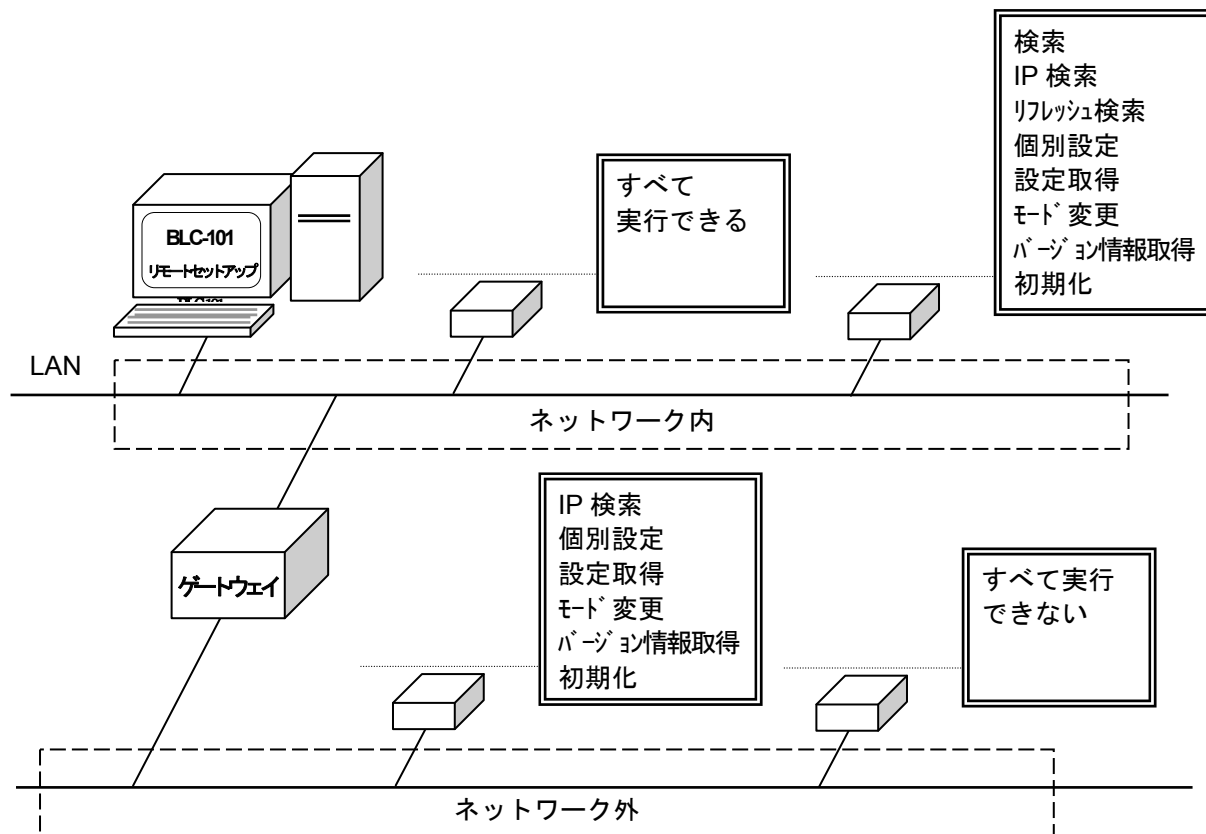 検索
IP 検索
ﾘﾌﾚｯｼｭ検索
個別設定
設定取得
ﾓｰﾄﾞ変更
ﾊﾞｰｼﾞｮﾝ情報取得
初期化
すべて
実行できる
BLC-101
リモートセットアップ
LAN
ネットワーク内
IP 検索
個別設定
設定取得
ﾓｰﾄﾞ変更
ﾊﾞｰｼﾞｮﾝ情報取得
初期化
ゲートウェイ
すべて実行
できない
ネットワーク外